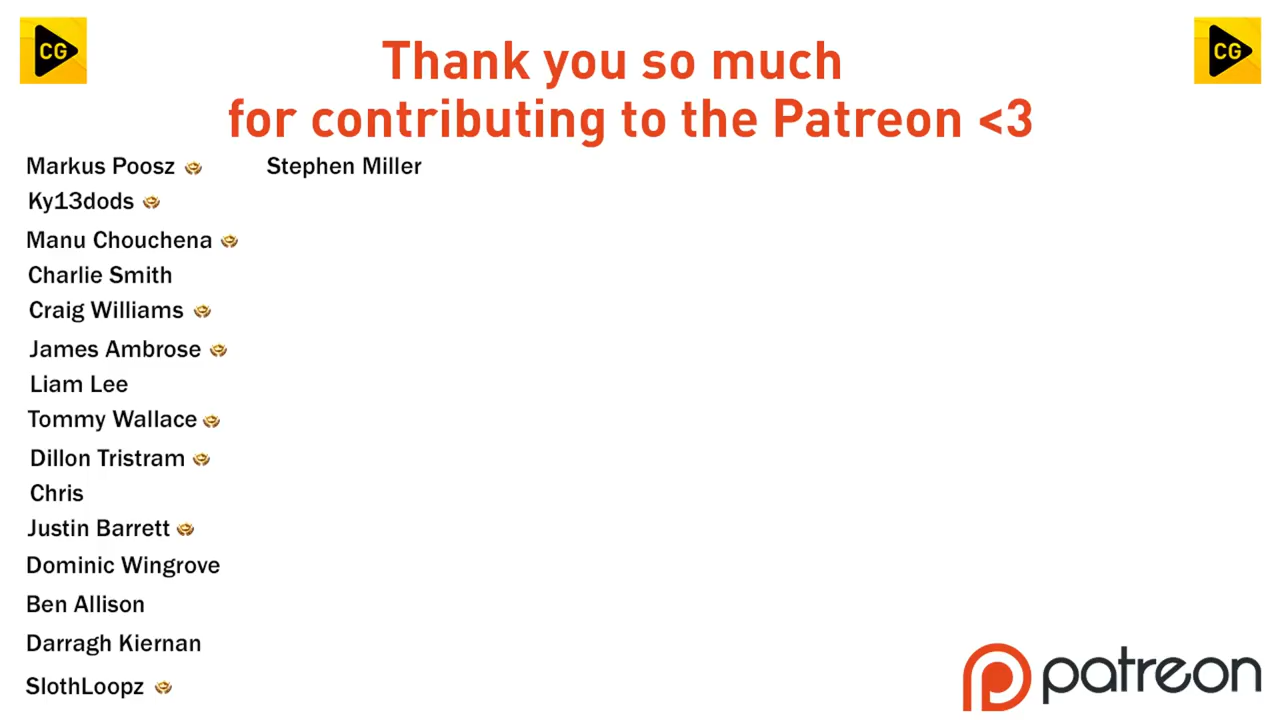 CG
CG
Thank you so much
for contributing to the Patreon <3
Markus Poosz
Ky13dods
Manu Chouchena
Charlie Smith
Craig Williams
James Ambrose
Liam Lee
Tommy Wallace
Dillon Tristram
Chris
Justin Barrett
Dominic Wingrove
Ben Allison
Darragh Kiernan
SlothLoopz
Stephen Miller
patreon